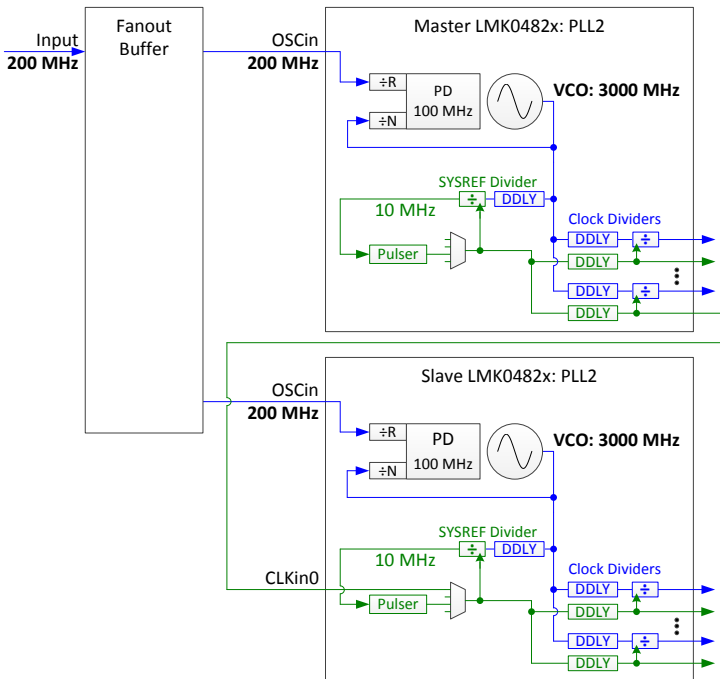 Input
200 MHz
Fanout
Buffer
OSCin
200 MHz
Master LMK0482x: PLL2
÷R
÷N
PD
100 MHz
VCO: 3000 MHz
SYSREF Divider
÷
DDLY
10 MHz
Pulser
Clock Dividers
DDLY
÷
DDLY
DDLY
÷
DDLY
OSCin
200 MHz
CLKin0
Slave LMK0482x: PLL2
÷R
÷N
PD
100 MHz
VCO: 3000 MHz
SYSREF Divider
÷
DDLY
10 MHz
Pulser
Clock Dividers
DDLY
÷
DDLY
DDLY
÷
DDLY